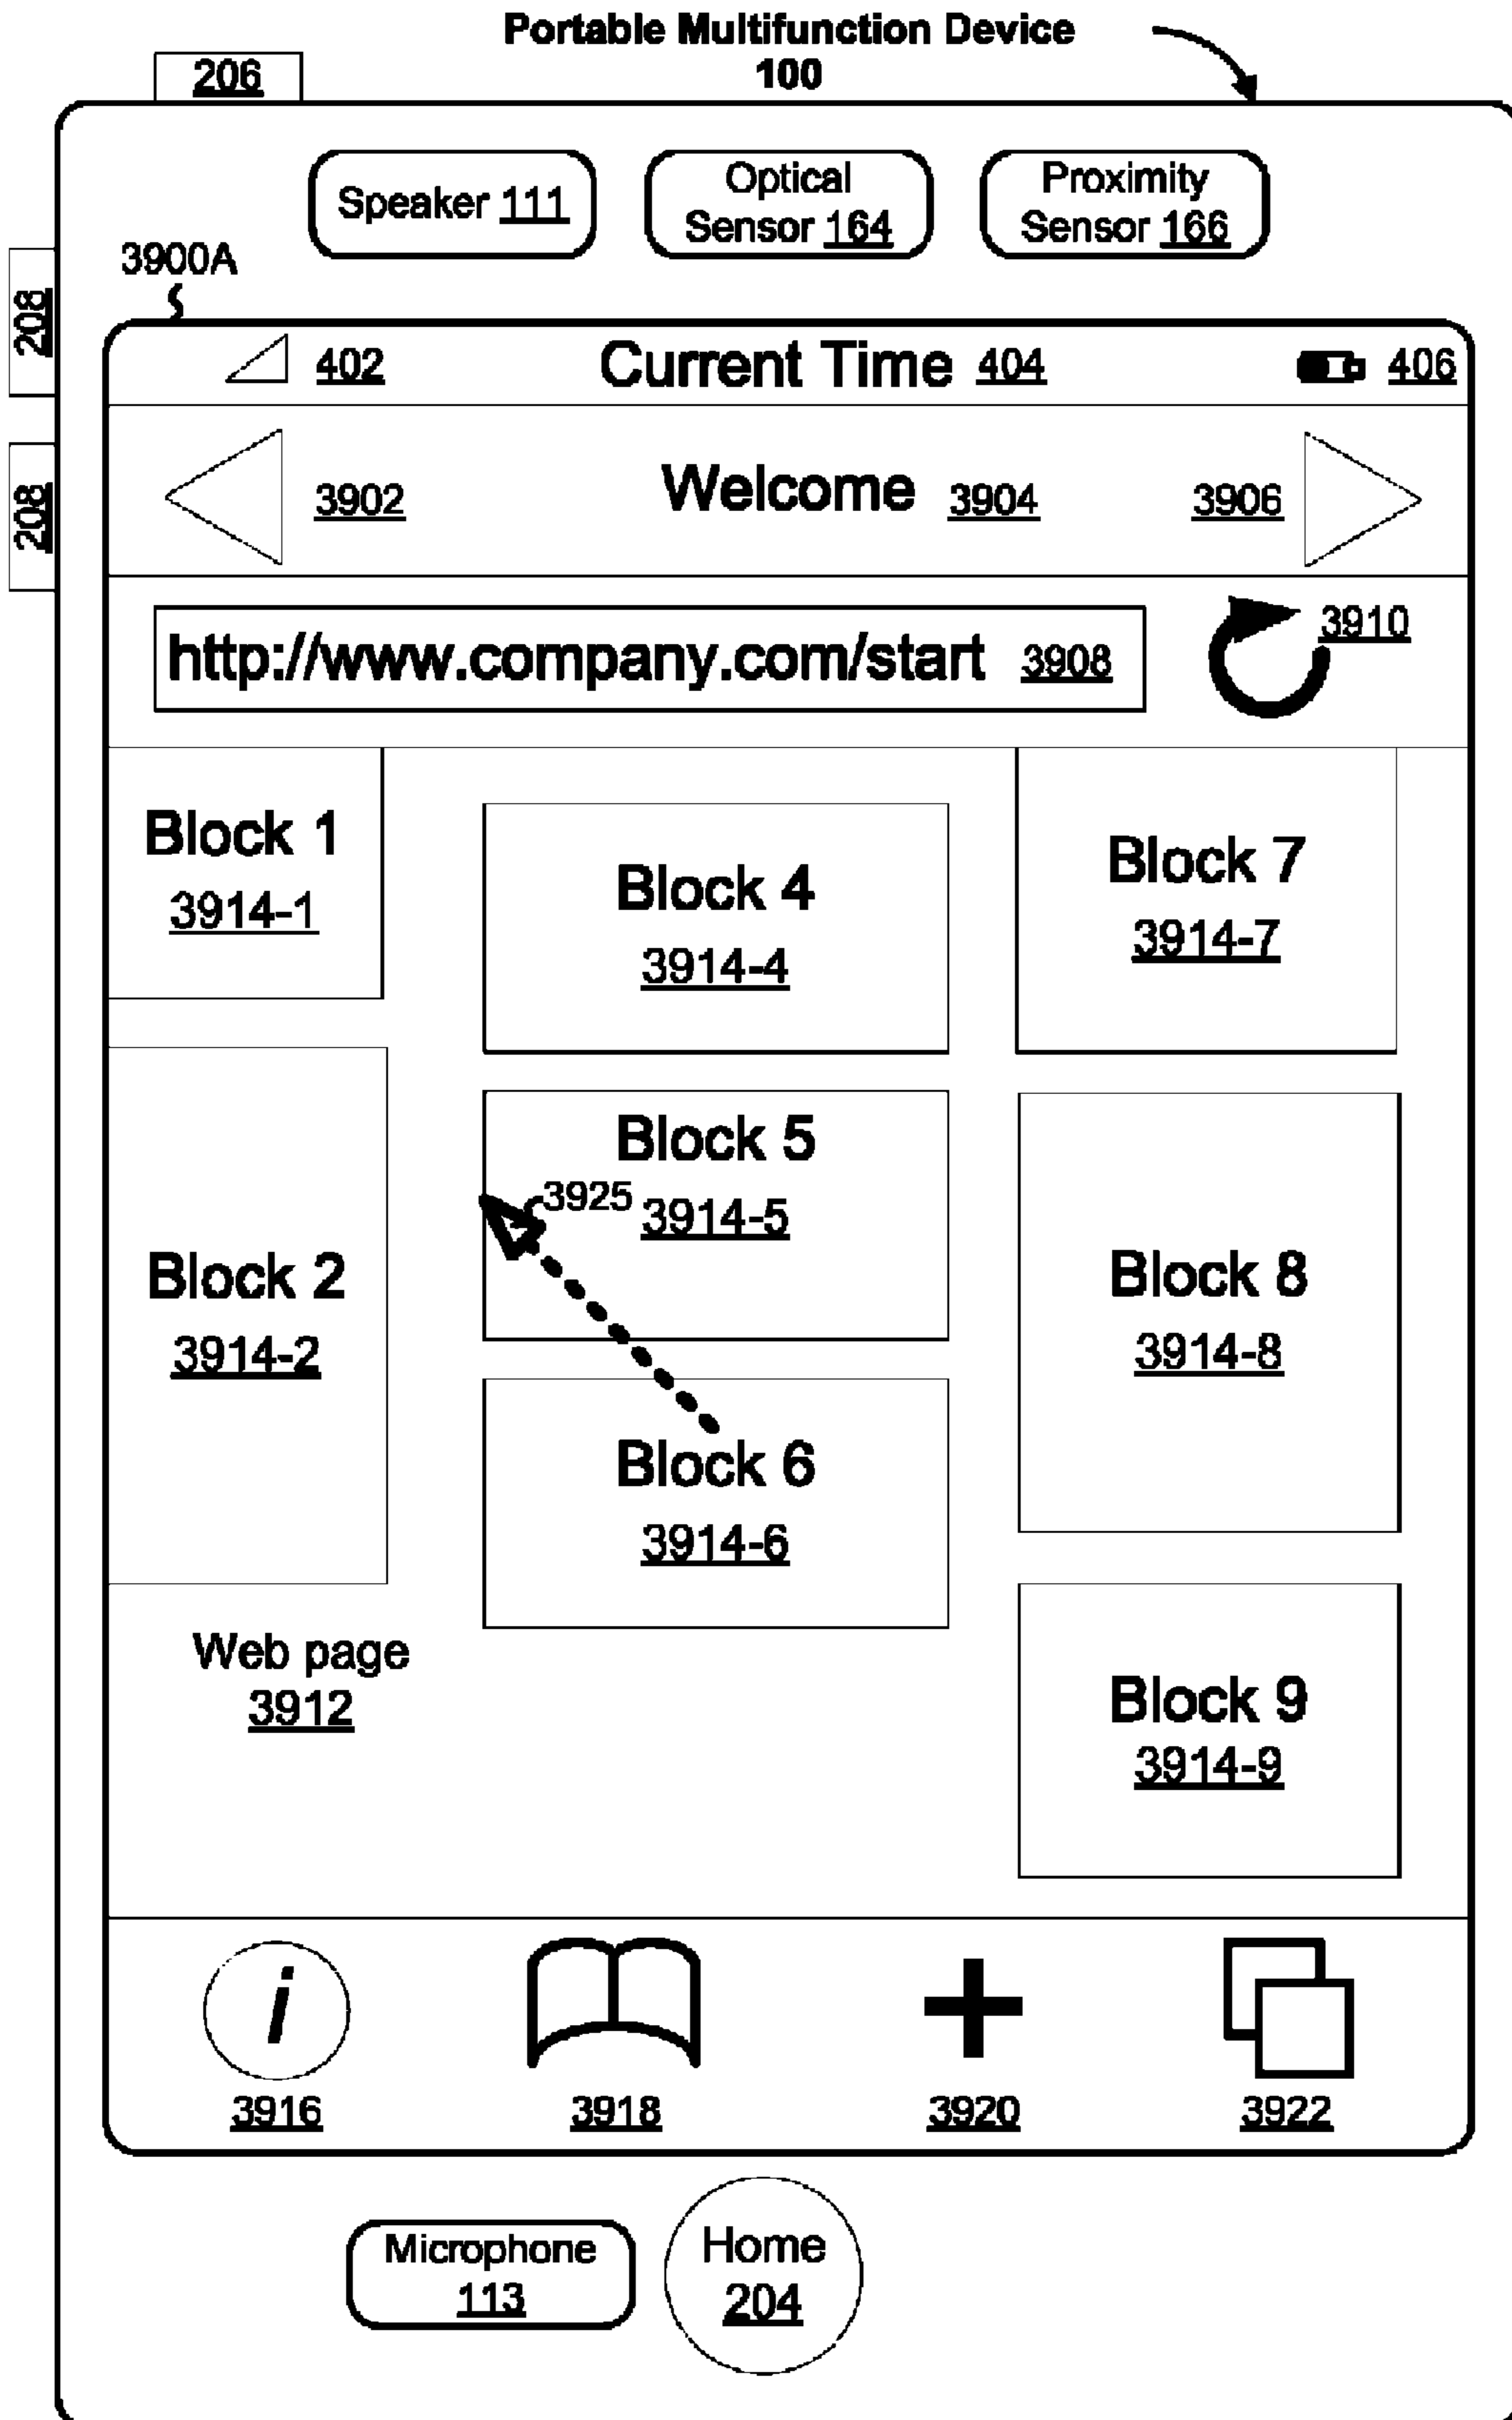 Portable Multifunction Device
100
206
Speaker 111
Optical
Sensor 164
Proximity
Sensor 166
3900A
208
208
402
Current Time 404
406
3902
Welcome 3904
3906
http://www.company.com/start 3908
3910
Block 1
3914-1
Block 4
3914-4
Block 7
3914-7
Block 2
3914-2
Block 5
3925
3914-5
Block 8
3914-8
Block 6
3914-6
Web page
3912
Block 9
3914-9
i
3916
3918
3920
3922
Microphone
113
Home
204